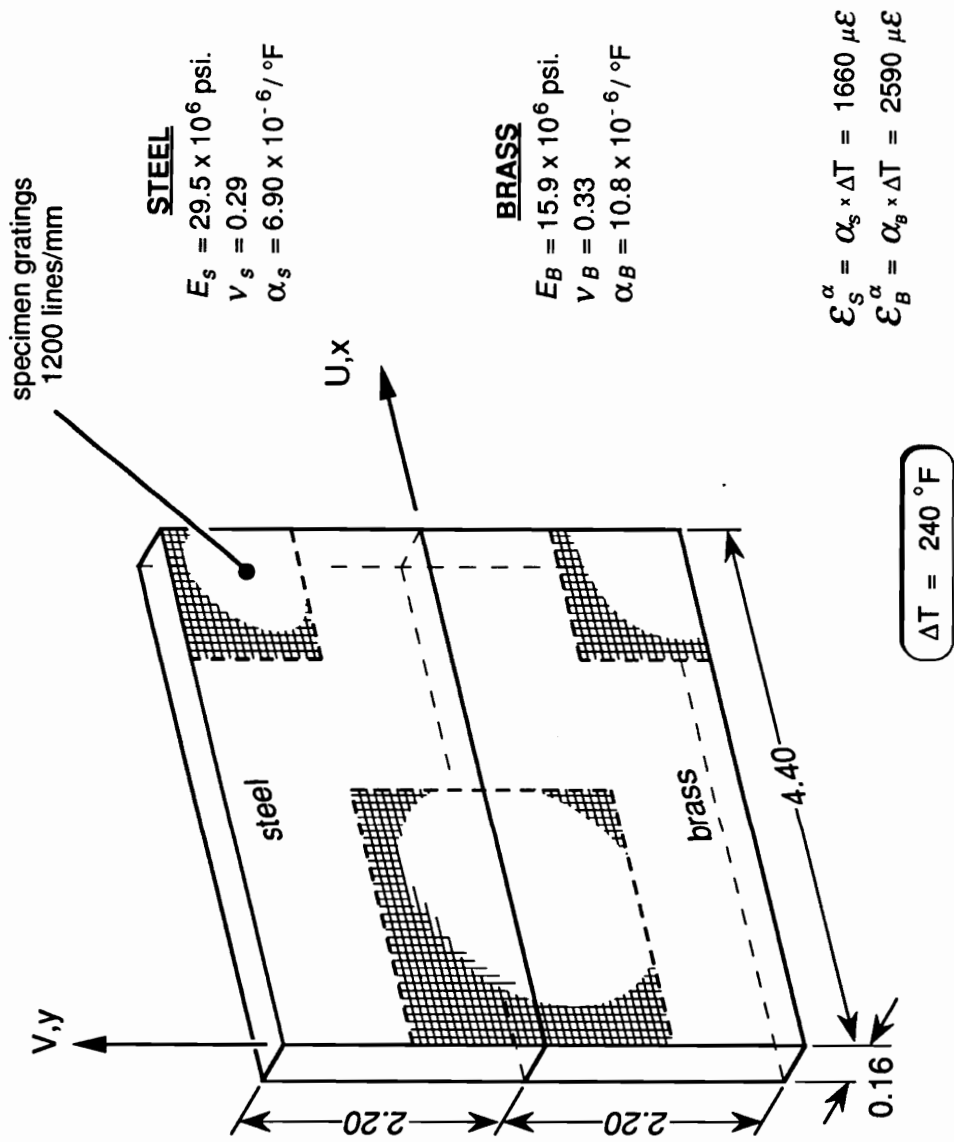 specimen gratings
1200 lines/mm
V,y
U,x
steel
brass
2.20
2.20
0.16
4.40
STEEL
E_s = 29.5 x 10^6 psi.
ν_s = 0.29
α_s = 6.90 x 10^-6 / °F
BRASS
E_B = 15.9 x 10^6 psi.
ν_B = 0.33
α_B = 10.8 x 10^-6 / °F
ΔT = 240 °F
ε_s^α = α_s x ΔT = 1660 με
ε_B^α = α_B x ΔT = 2590 με